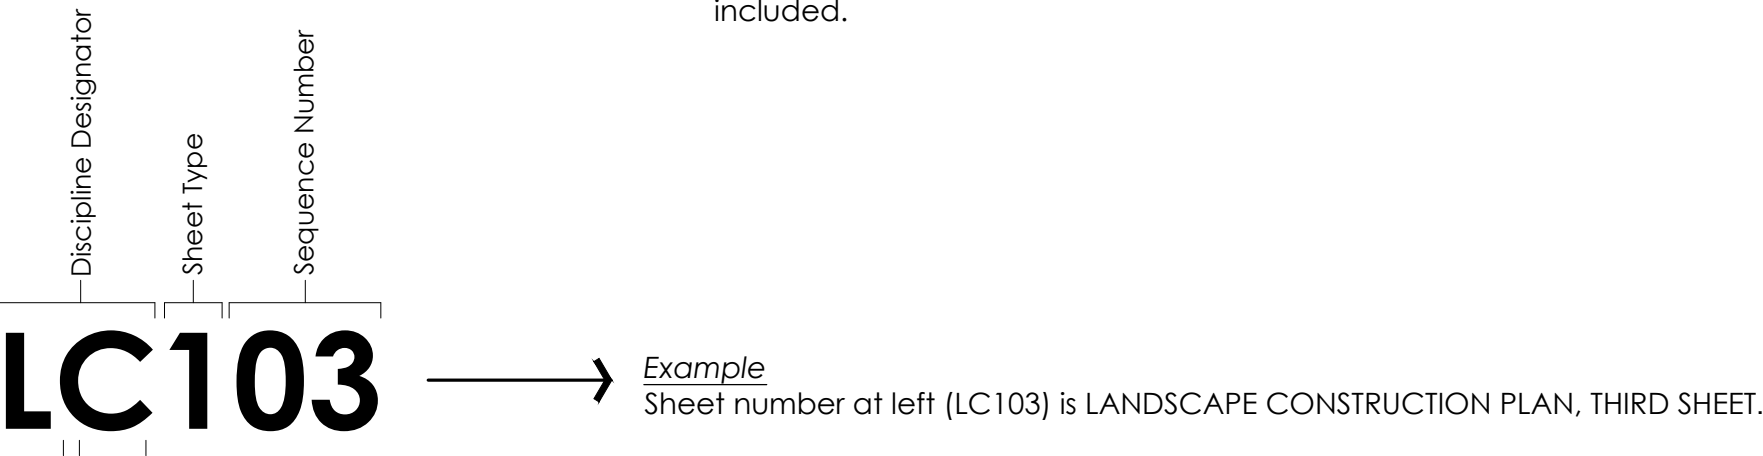 included.
Discipline Designator
Sheet Type
Sequence Number
LC103
Example
Sheet number at left (LC103) is LANDSCAPE CONSTRUCTION PLAN, THIRD SHEET.